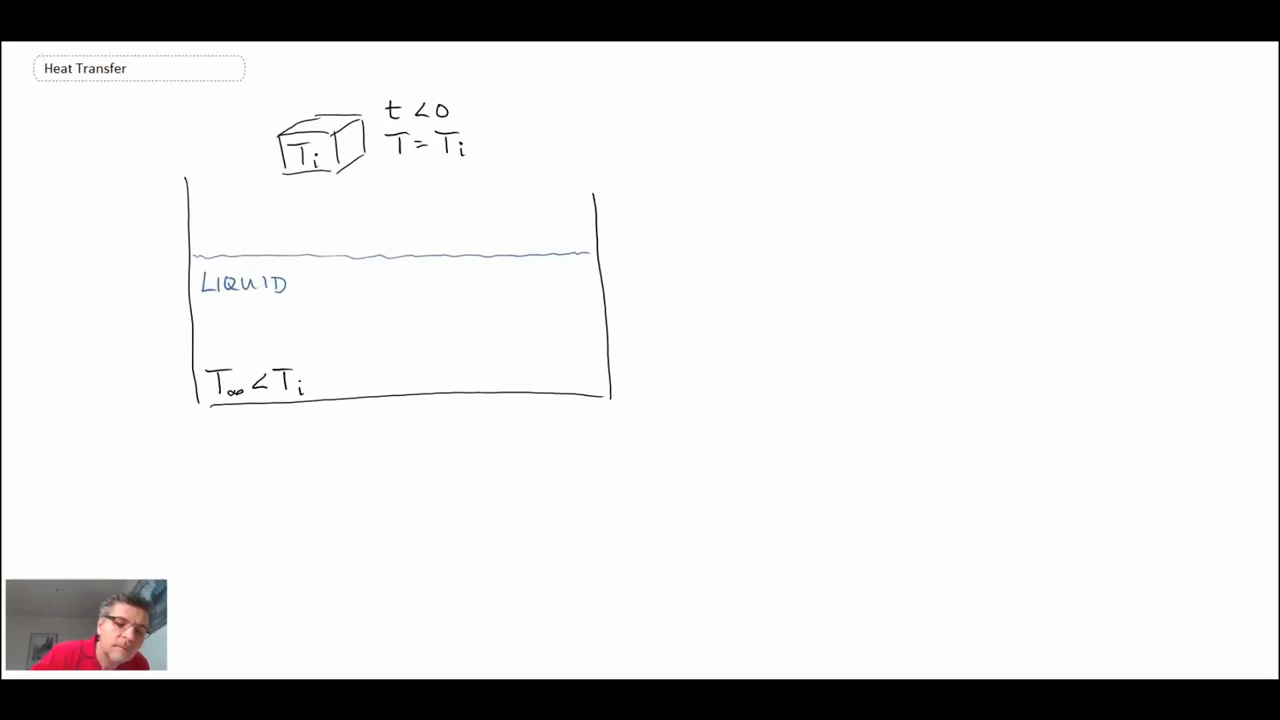 Heat Transfer
t < 0
T = Ti
Ti
LIQUID
T∞ < Ti